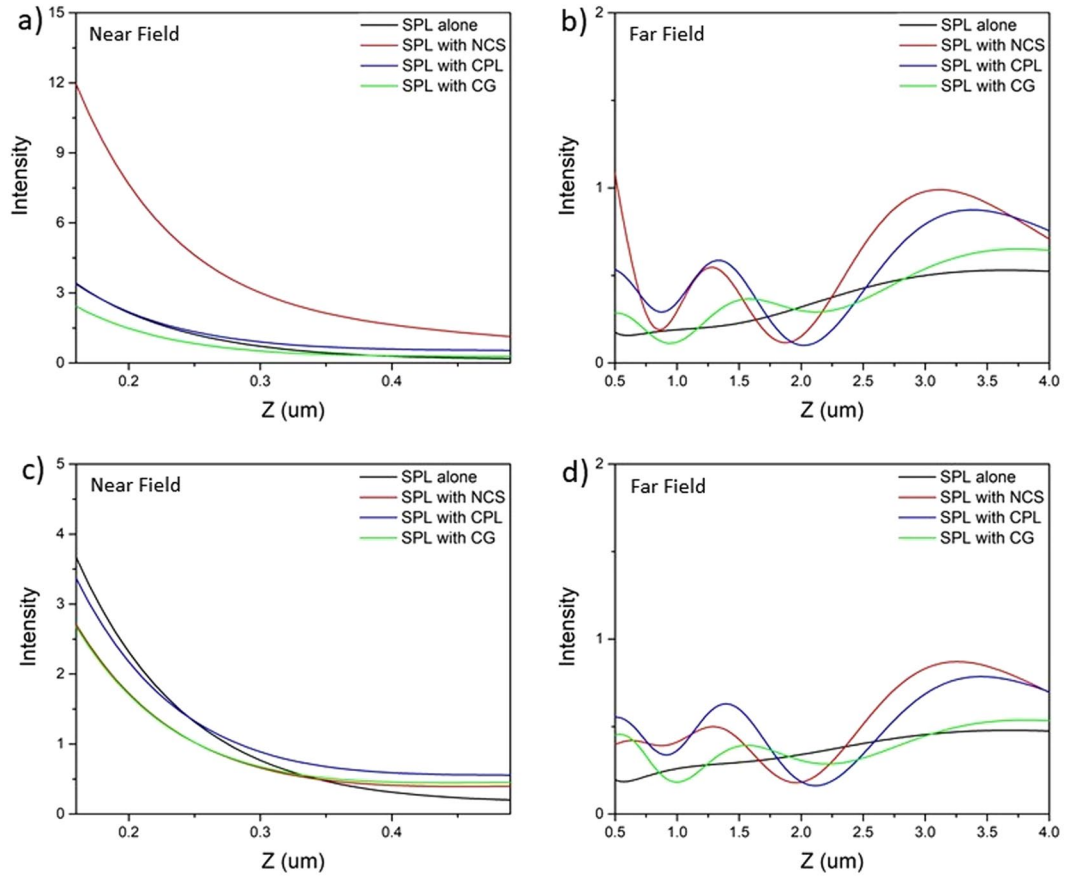 a)
Near Field
SPL alone
SPL with NCS
SPL with CPL
SPL with CG
15
12
9
6
3
0
Intensity
0.2
0.3
0.4
Z (um)
b)
Far Field
SPL alone
SPL with NCS
SPL with CPL
SPL with CG
2
1
0
Intensity
0.5
1.0
1.5
2.0
2.5
3.0
3.5
4.0
Z (um)
c)
Near Field
SPL alone
SPL with NCS
SPL with CPL
SPL with CG
5
4
3
2
1
0
Intensity
0.2
0.3
0.4
Z (um)
d)
Far Field
SPL alone
SPL with NCS
SPL with CPL
SPL with CG
2
1
0
Intensity
0.5
1.0
1.5
2.0
2.5
3.0
3.5
4.0
Z (um)